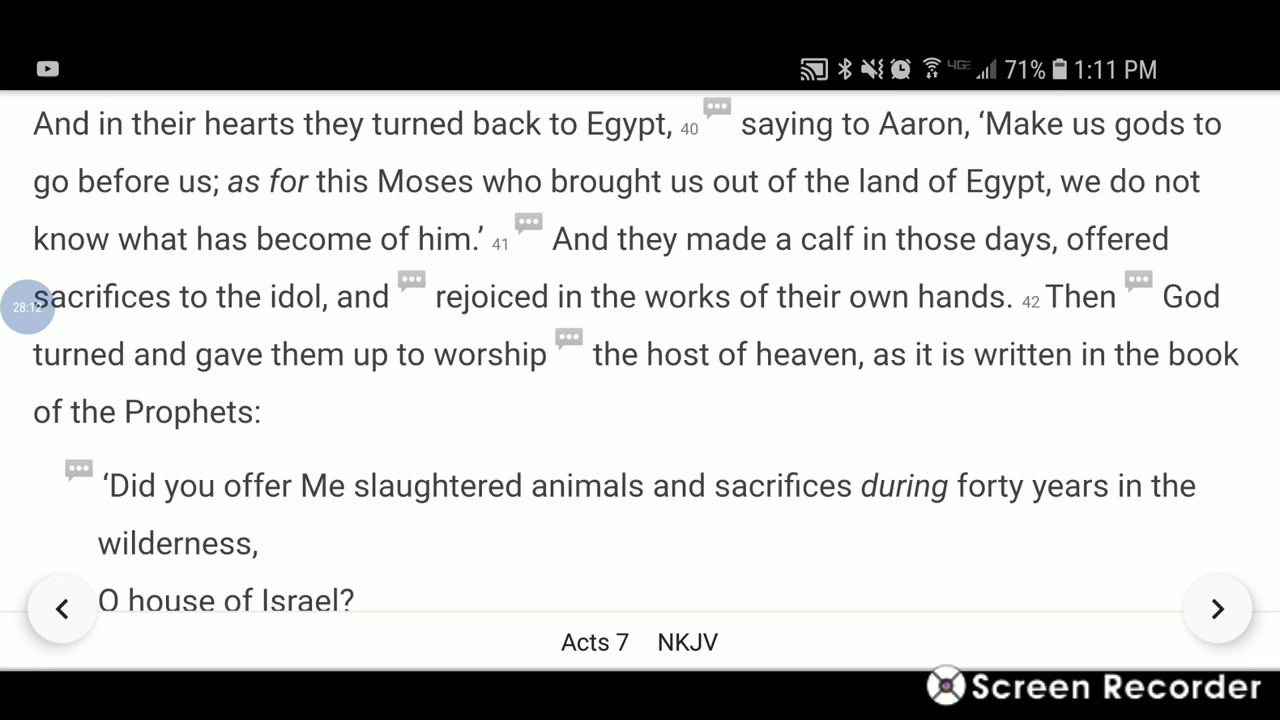 4GE 71% 1:11 PM
And in their hearts they turned back to Egypt, 40 saying to Aaron, ‘Make us gods to
go before us; as for this Moses who brought us out of the land of Egypt, we do not
know what has become of him.’ 41 And they made a calf in those days, offered
28:12 sacrifices to the idol, and rejoiced in the works of their own hands. 42 Then God
turned and gave them up to worship the host of heaven, as it is written in the book
of the Prophets:
‘Did you offer Me slaughtered animals and sacrifices during forty years in the
wilderness,
O house of Israel?
Acts 7 NKJV
Screen Recorder